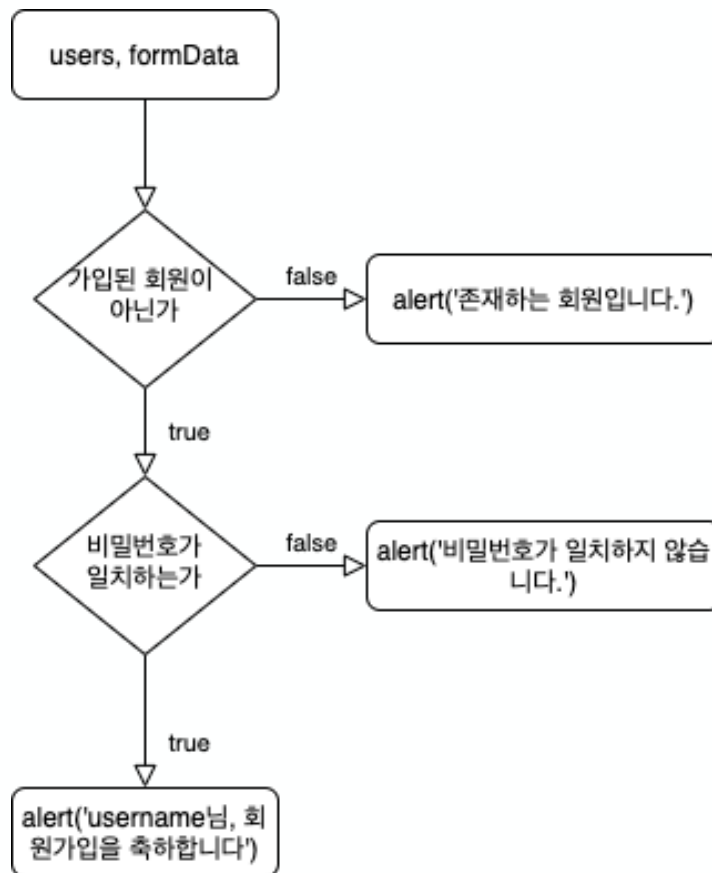 users, formData
가입된 회원이
아닌가
false
alert('존재하는 회원입니다.')
true
비밀번호가
일치하는가
false
alert('비밀번호가 일치하지 않습
니다.')
true
alert('username님, 회
원가입을 축하합니다')